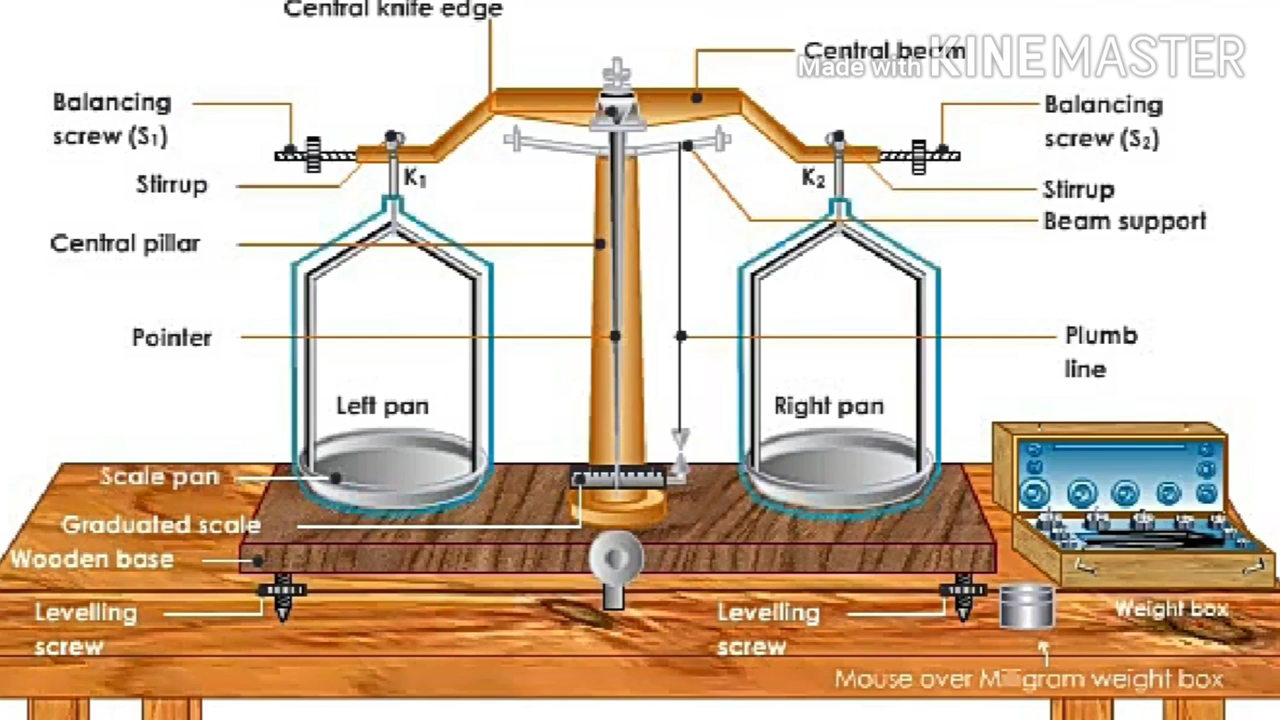 Central knife edge
Central beam
Made with KINEMASTER
Balancing
screw (S1)
Balancing
screw (S2)
Stirrup
K1
K2
Stirrup
Beam support
Central pillar
Pointer
Plumb
line
Left pan
Right pan
Scale pan
Graduated scale
Wooden base
Levelling
screw
Levelling
screw
Weight box
Mouse over Milligram weight box